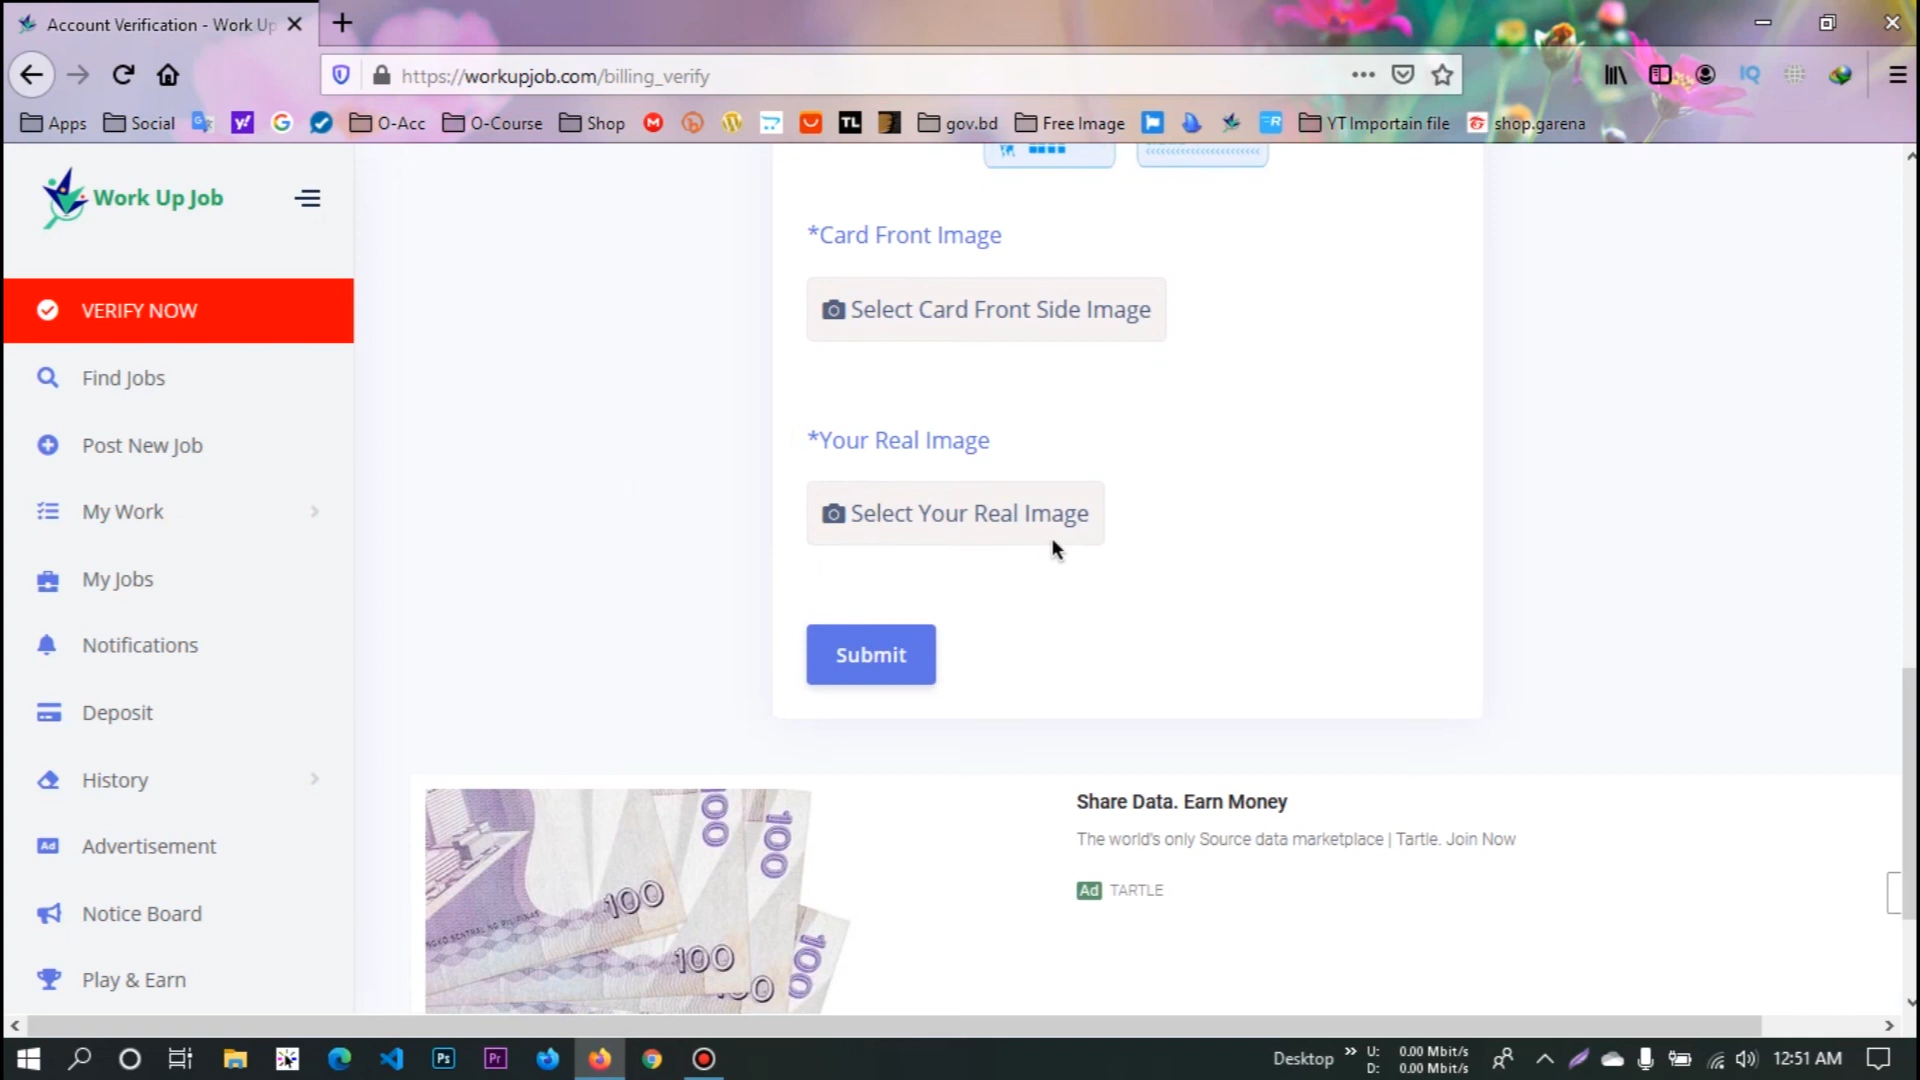 Account Verification - Work Up
https://workupjob.com/billing_verify
Apps
Social
O-Acc
O-Course
Shop
TL
gov.bd
Free Image
YT Importain file
shop.garena
IQ
Work Up Job
VERIFY NOW
Find Jobs
Post New Job
My Work
My Jobs
Notifications
Deposit
History
Ad Advertisement
Notice Board
Play & Earn
*Card Front Image
Select Card Front Side Image
*Your Real Image
Select Your Real Image
Submit
100
100
100
100
100
Share Data. Earn Money
The world's only Source data marketplace | Tartle. Join Now
Ad TARTLE
Ps
Pr
Desktop
U: 0.00 Mbit/s
D: 0.00 Mbit/s
12:51 AM